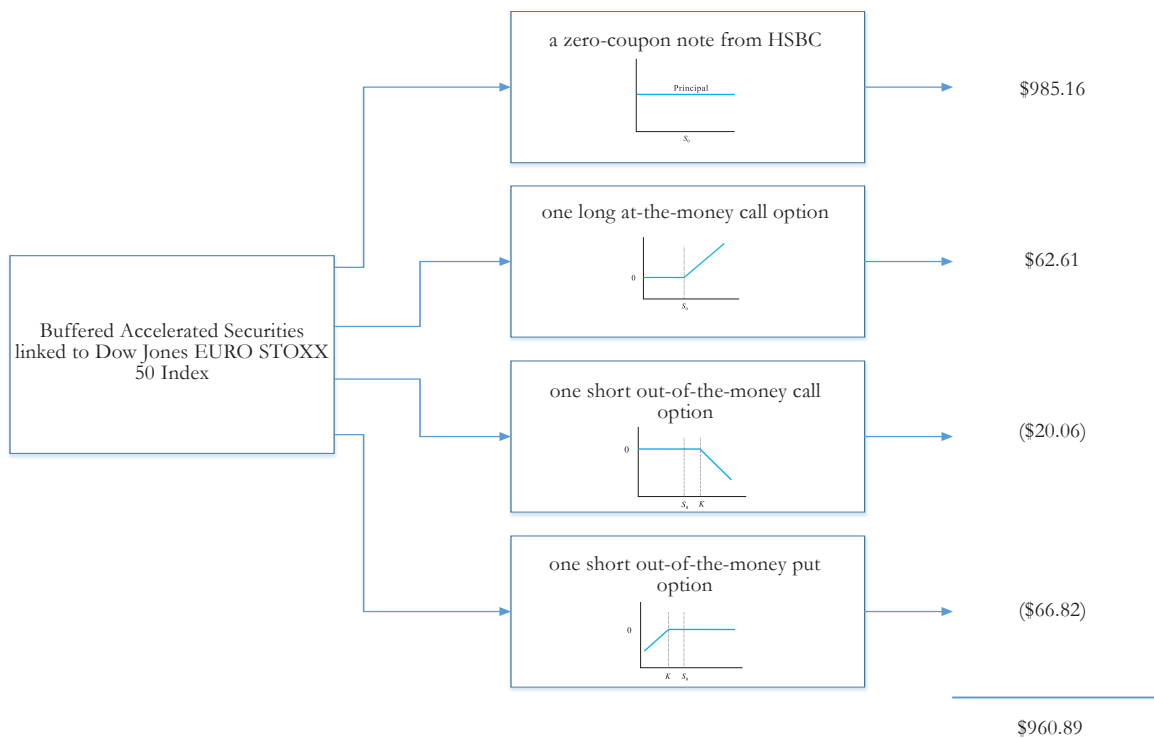 a zero-coupon note from HSBC
Principal
S₀
$985.16
one long at-the-money call option
0
S₀
$62.61
Buffered Accelerated Securities
linked to Dow Jones EURO STOXX
50 Index
one short out-of-the-money call
option
0
S₀ K
($20.06)
one short out-of-the-money put
option
0
K S₀
($66.82)
$960.89